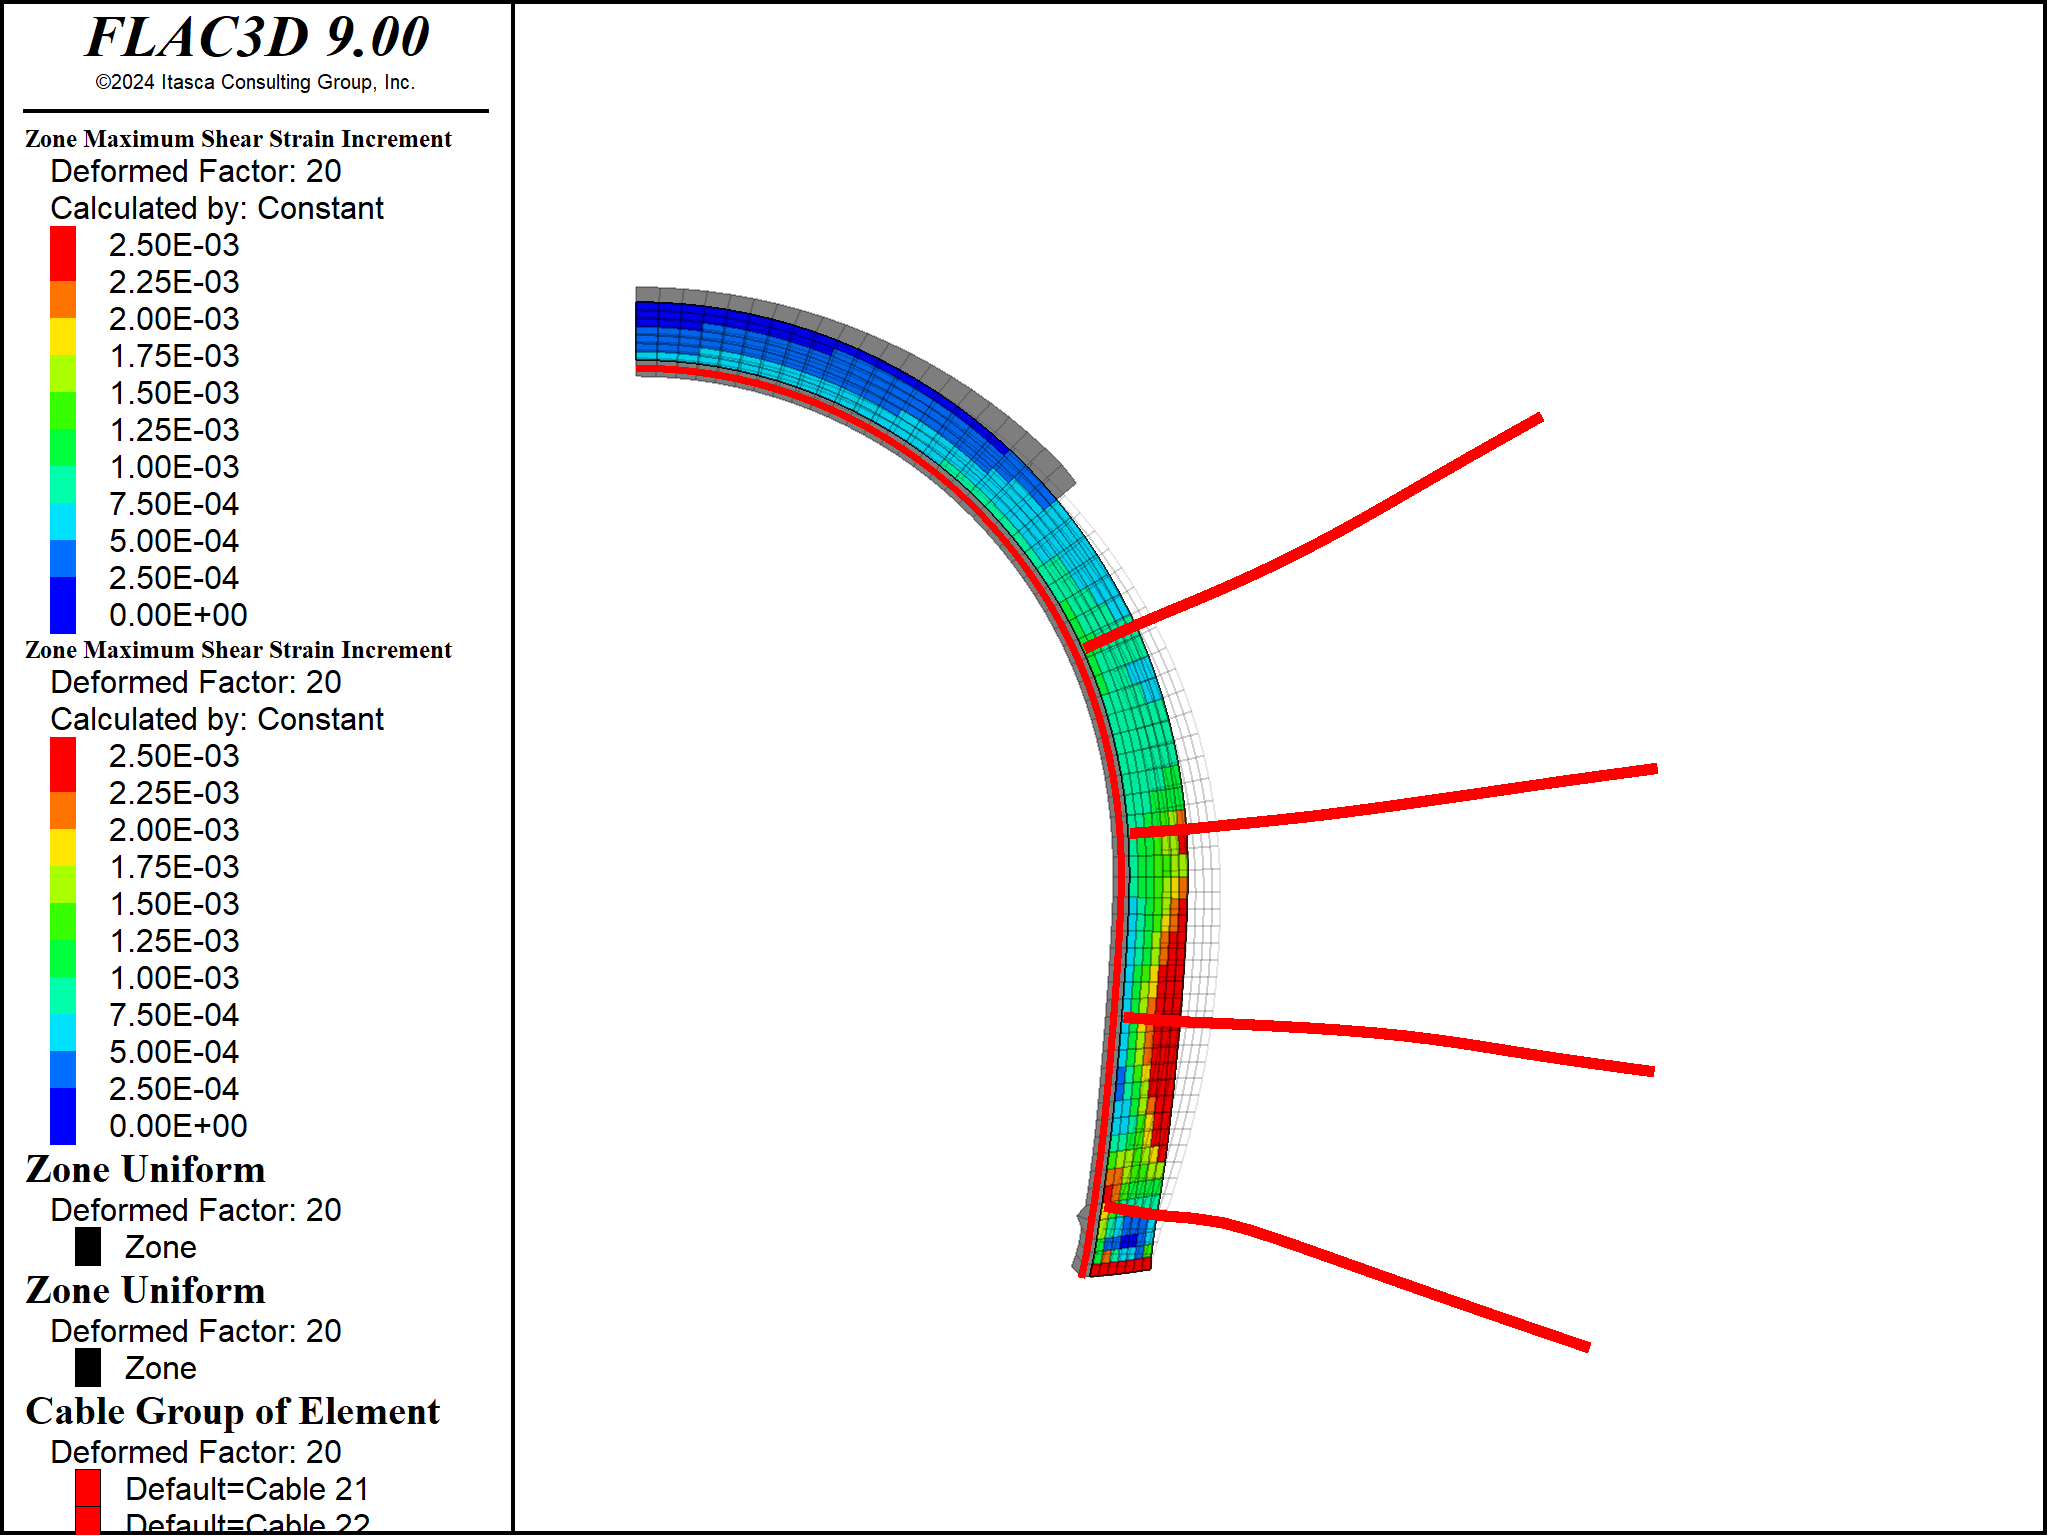 FLAC3D 9.00
©2024 Itasca Consulting Group, Inc.
Zone Maximum Shear Strain Increment
Deformed Factor: 20
Calculated by: Constant
2.50E-03
2.25E-03
2.00E-03
1.75E-03
1.50E-03
1.25E-03
1.00E-03
7.50E-04
5.00E-04
2.50E-04
0.00E+00
Zone Maximum Shear Strain Increment
Deformed Factor: 20
Calculated by: Constant
2.50E-03
2.25E-03
2.00E-03
1.75E-03
1.50E-03
1.25E-03
1.00E-03
7.50E-04
5.00E-04
2.50E-04
0.00E+00
Zone Uniform
Deformed Factor: 20
Zone
Zone Uniform
Deformed Factor: 20
Zone
Cable Group of Element
Deformed Factor: 20
Default=Cable 21
Default=Cable 22